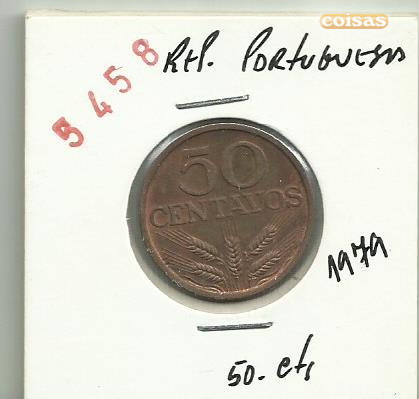 coisas
5458
REP. PORTUGUESA
50
CENTAVOS
1979
50. cts